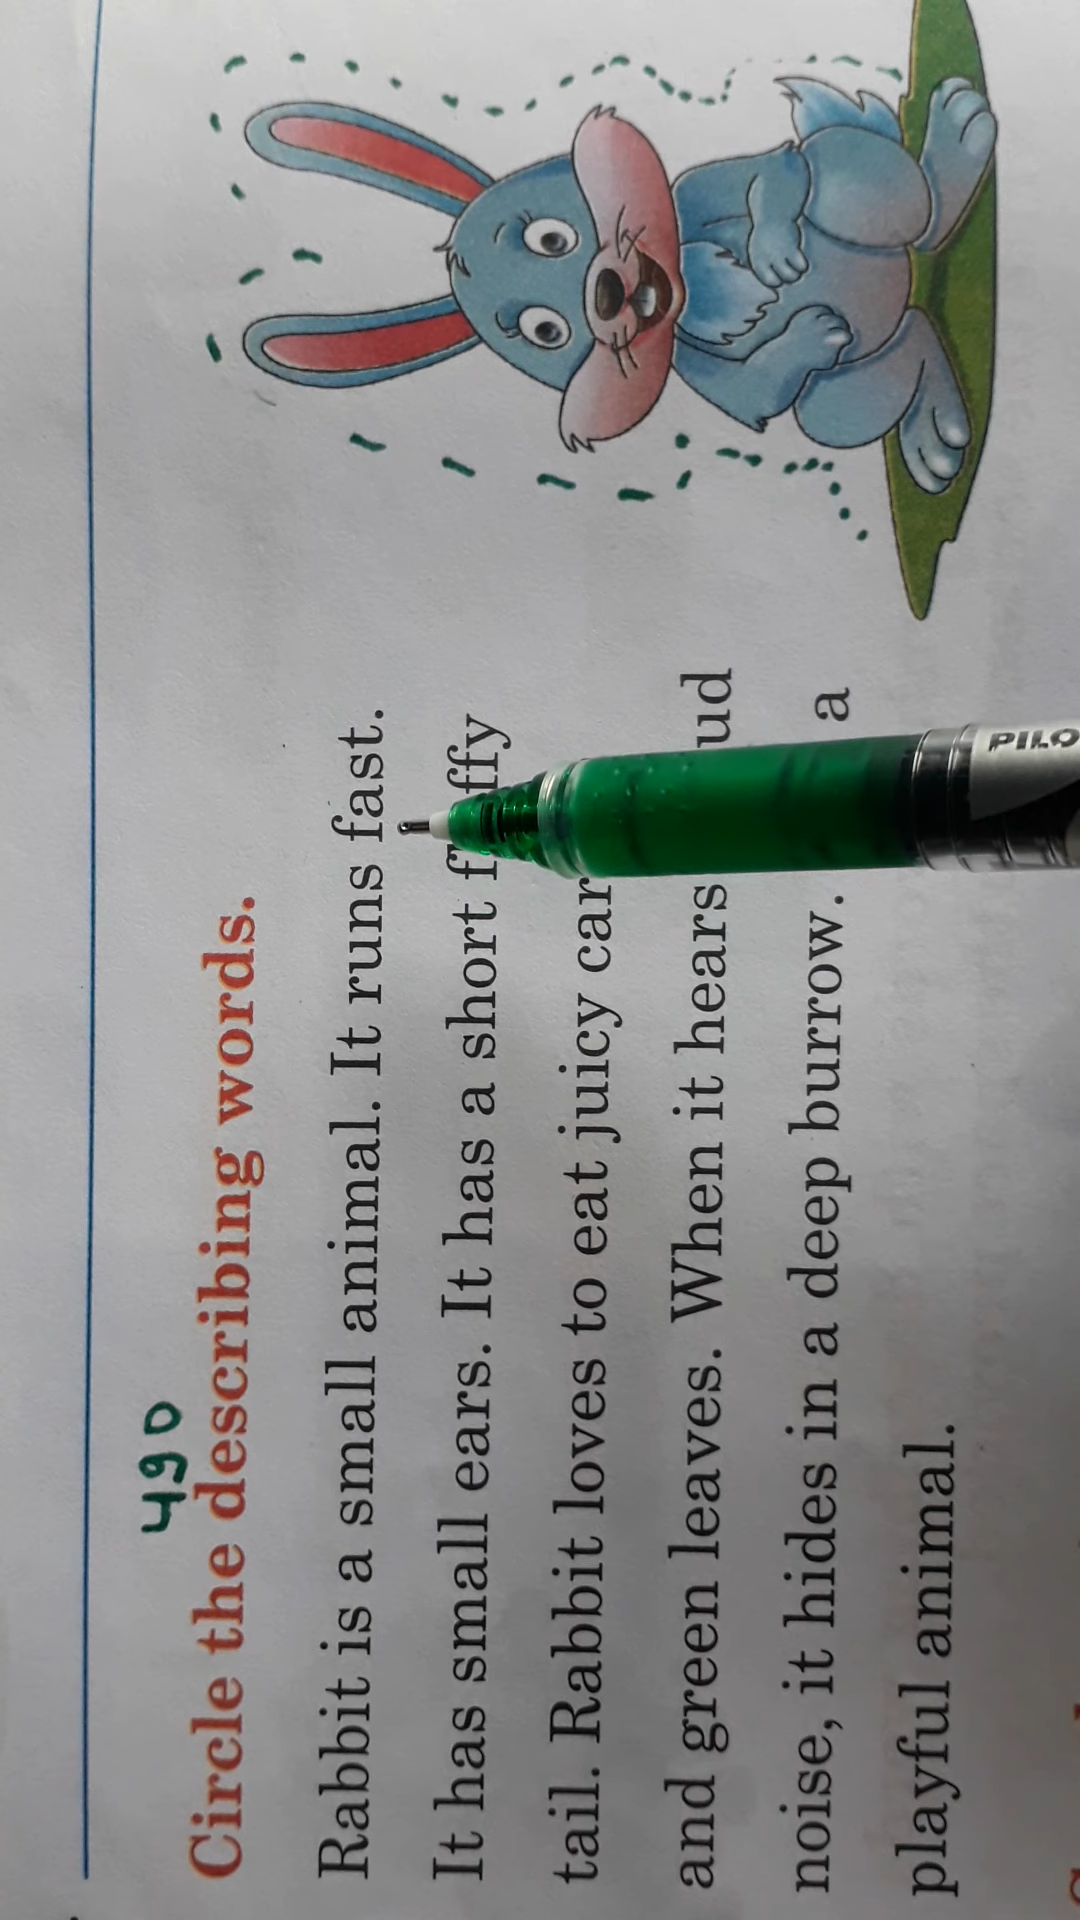 490
Circle the describing words.
Rabbit is a small animal. It runs fast.
It has small ears. It has a short fluffy
tail. Rabbit loves to eat juicy car
and green leaves. When it hears ud
noise, it hides in a deep burrow. a
playful animal.
PILO